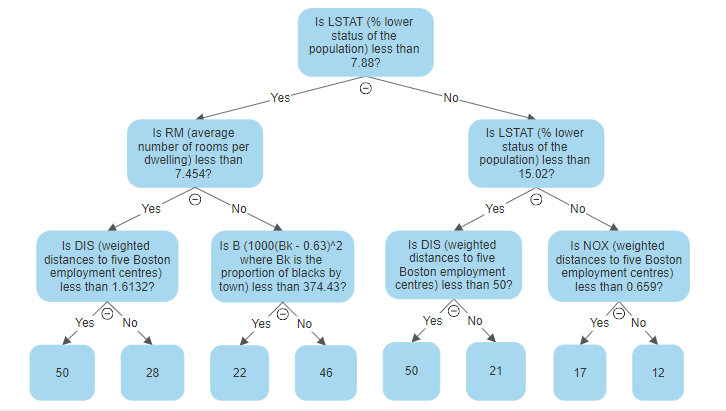 Is LSTAT (% lower
status of the
population) less than
7.88?
Yes
No
Is RM (average
number of rooms per
dwelling) less than
7.454?
Is LSTAT (% lower
status of the
population) less than
15.02?
Yes
No
Yes
No
Is DIS (weighted
distances to five Boston
employment centres)
less than 1.6132?
Is B (1000(Bk - 0.63)^2
where Bk is the
proportion of blacks by
town) less than 374.43?
Is DIS (weighted
distances to five
Boston employment
centres) less than 50?
Is NOX (weighted
distances to five Boston
employment centres)
less than 0.659?
Yes
No
Yes
No
Yes
No
Yes
No
50
28
22
46
50
21
17
12